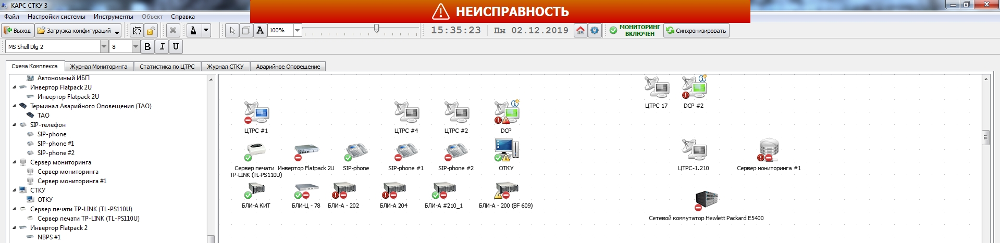 КАРС СТКУ 3
НЕИСПРАВНОСТЬ
Файл Настройки системы Инструменты Объект Справка
Выход Загрузка конфигураций A A 100% 15:35:23 Пн 02.12.2019 МОНИТОРИНГ ВКЛЮЧЕН Синхронизировать
MS Shell Dlg 2 8 B I U
Схема Комплекса Журнал Мониторинга Статистика по ЦТРС Журнал СТКУ Аварийное Оповещение
Автономный ИБП
Инвертор Flatpack 2U
Инвертор Flatpack 2U
Терминал Аварийного Оповещения (ТАО)
ТАО
SIP-телефон
SIP-phone
SIP-phone #1
SIP-phone #2
Сервер мониторинга
Сервер мониторинга
Сервер мониторинга #1
СТКУ
ОТКУ
Сервер печати TP-LINK (TL-PS110U)
Сервер печати TP-LINK (TL-PS110U)
Инвертор Flatpack 2
NBPS #1
ЦТРС 17 DCP #2
ЦТРС #1 ЦТРС #4 ЦТРС #2 DCP
Сервер печати Инвертор Flatpack 2U SIP-phone SIP-phone #1 SIP-phone #2 ОТКУ ЦТРС-1.210 Сервер мониторинга #1
TP-LINK (TL-PS110U)
БЛИ-А КИТ БЛИ-Ц - 78 БЛИ-А - 202 БЛИ-А 204 БЛИ-А #210_1 БЛИ-А - 200 (BF 609)
Сетевой коммутатор Hewlett Packard E5400